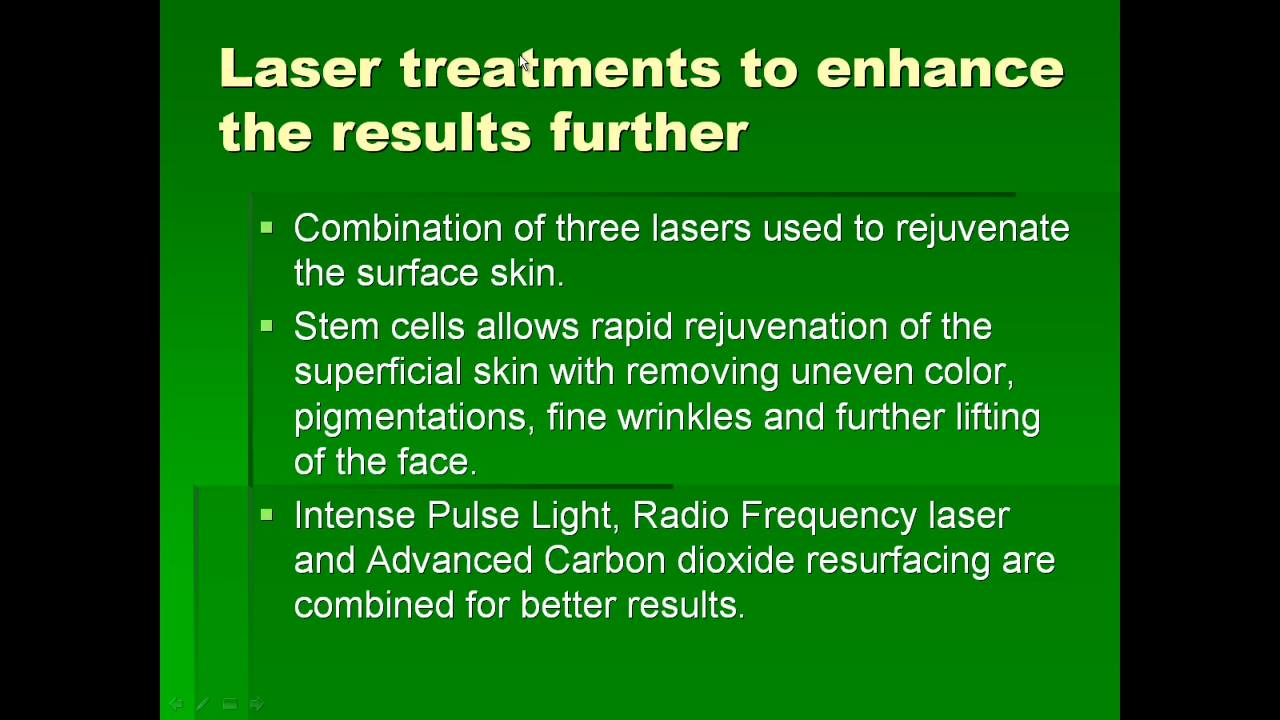 Laser treatments to enhance
the results further
Combination of three lasers used to rejuvenate
the surface skin.
Stem cells allows rapid rejuvenation of the
superficial skin with removing uneven color,
pigmentations, fine wrinkles and further lifting
of the face.
Intense Pulse Light, Radio Frequency laser
and Advanced Carbon dioxide resurfacing are
combined for better results.